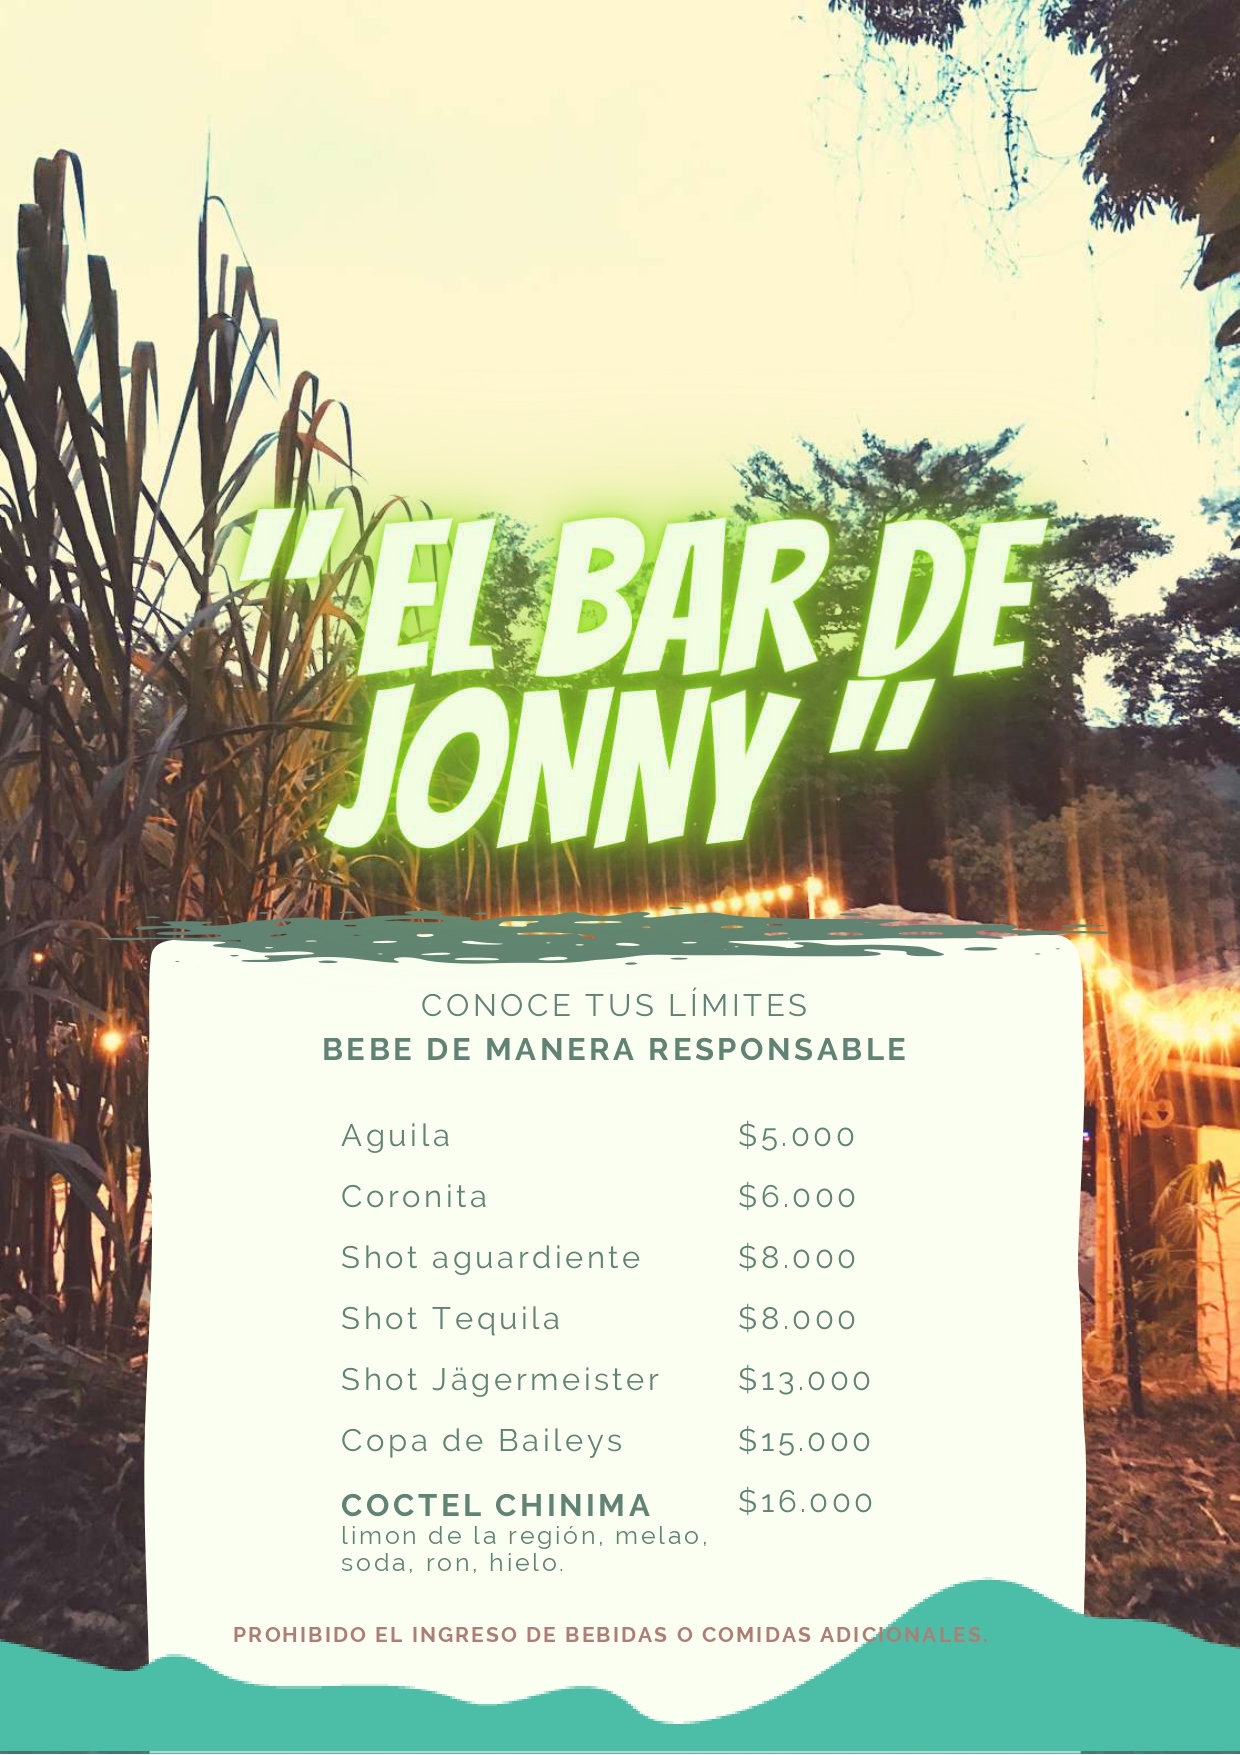 " EL BAR DE
JONNY "
CONOCE TUS LÍMITES
BEBE DE MANERA RESPONSABLE
Aguila $5.000
Coronita $6.000
Shot aguardiente $8.000
Shot Tequila $8.000
Shot Jägermeister $13.000
Copa de Baileys $15.000
COCTEL CHINIMA $16.000
limon de la región, melao,
soda, ron, hielo.
PROHIBIDO EL INGRESO DE BEBIDAS O COMIDAS ADICIONALES.